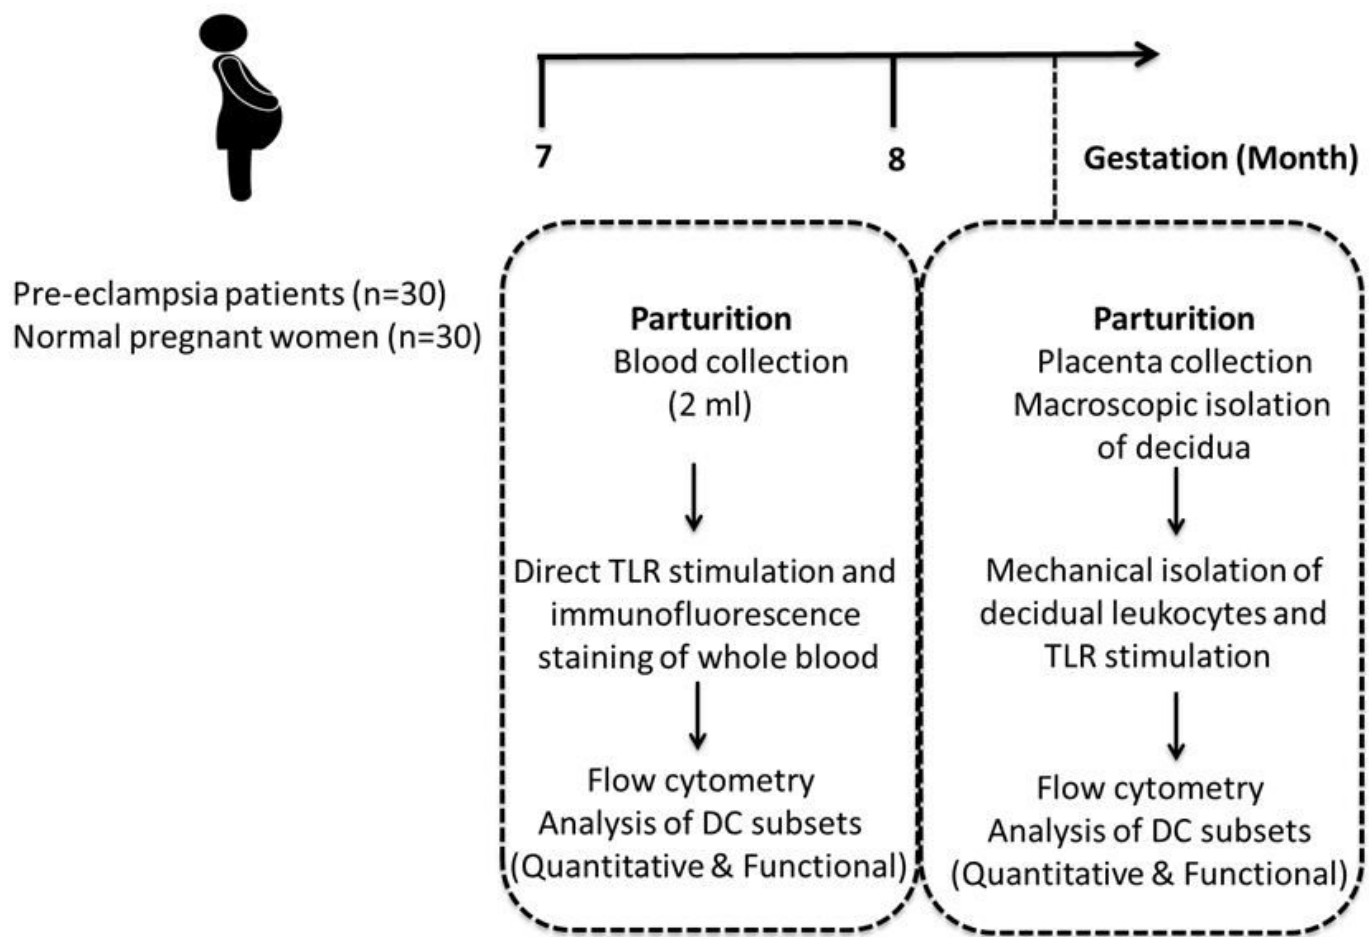 7
8
Gestation (Month)
Pre-eclampsia patients (n=30)
Normal pregnant women (n=30)
Parturition
Blood collection
(2 ml)
Direct TLR stimulation and
immunofluorescence
staining of whole blood
Flow cytometry
Analysis of DC subsets
(Quantitative & Functional)
Parturition
Placenta collection
Macroscopic isolation
of decidua
Mechanical isolation of
decidual leukocytes and
TLR stimulation
Flow cytometry
Analysis of DC subsets
(Quantitative & Functional)